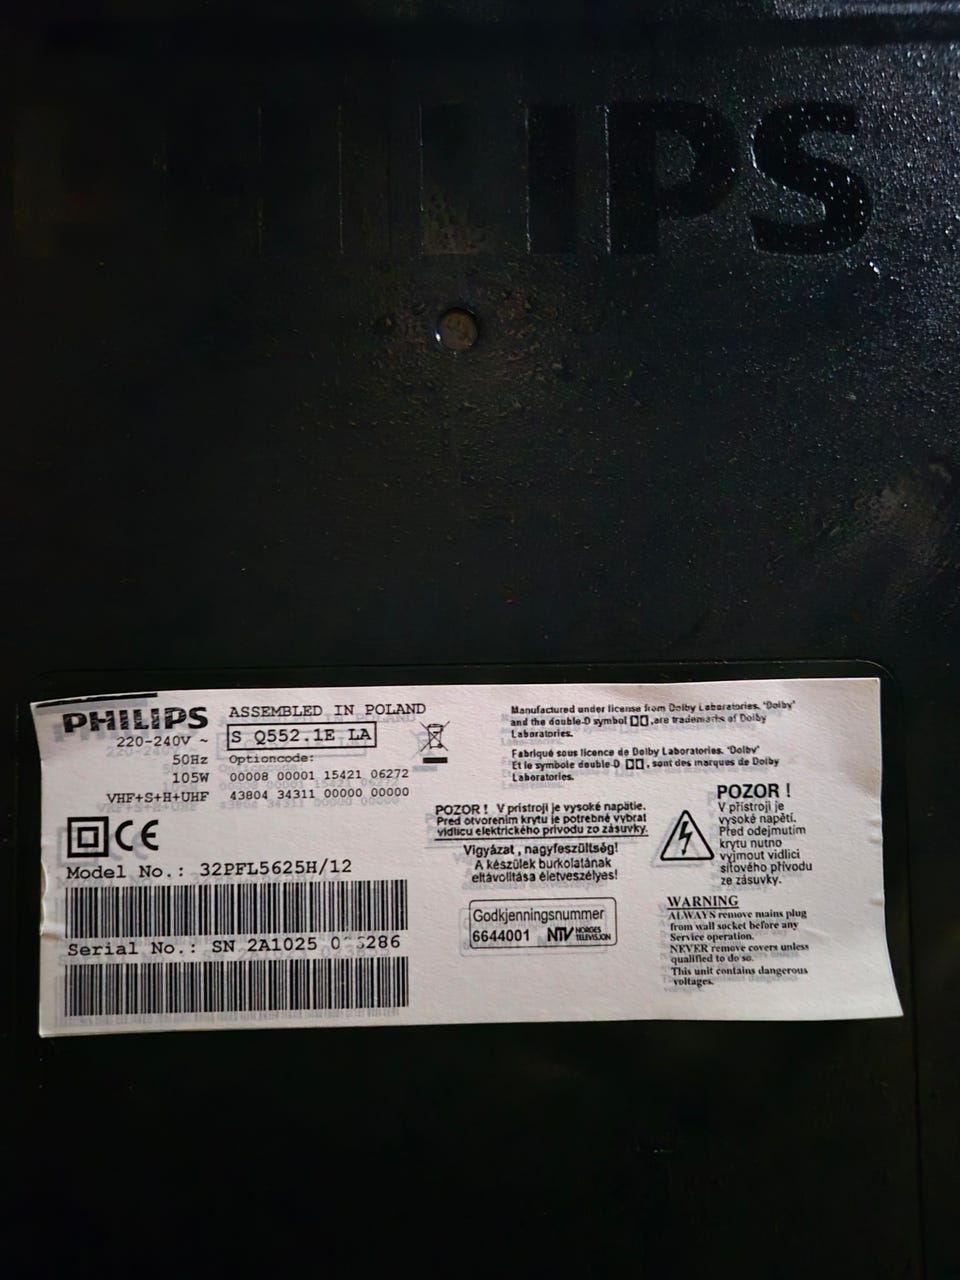 PHILIPS
PHILIPS
220-240V ~
50Hz
105W
VHF+S+H+UHF
ASSEMBLED IN POLAND
S Q552.1E LA
Optioncode:
00008 00001 15421 06272
43804 34311 00000 00000
CE
Model No.: 32PFL5625H/12
Serial No.: SN 2A1025
Manufactured under license from Dolby Laboratories. 'Dolby'
and the double-D symbol are trademarks of Dolby
Laboratories.
Fabriqué sous licence de Dolby Laboratories. 'Dolby'
Et le symbole double-D , sont des marques de Dolby
Laboratories.
POZOR ! V prístroji je vysoké napätie.
Pred otvorením krytu je potrebné vybrat
vidlicu elektrického prívodu zo zásuvky.
Vigyázat , nagyfeszültség!
A készülek burkolatának
eltávolítása életveszélyes!
Godkjenningsnummer
6644001 NTV NORGES
TELEVISJON
POZOR !
V přístroji je
vysoké napětí.
Před odejmutím
krytu nutno
vyjmout vidlici
síťového přívodu
ze zásuvky.
WARNING
ALWAYS remove mains plug
from wall socket before any
Service operation.
NEVER remove covers unless
qualified to do so.
This unit contains dangerous
voltages.